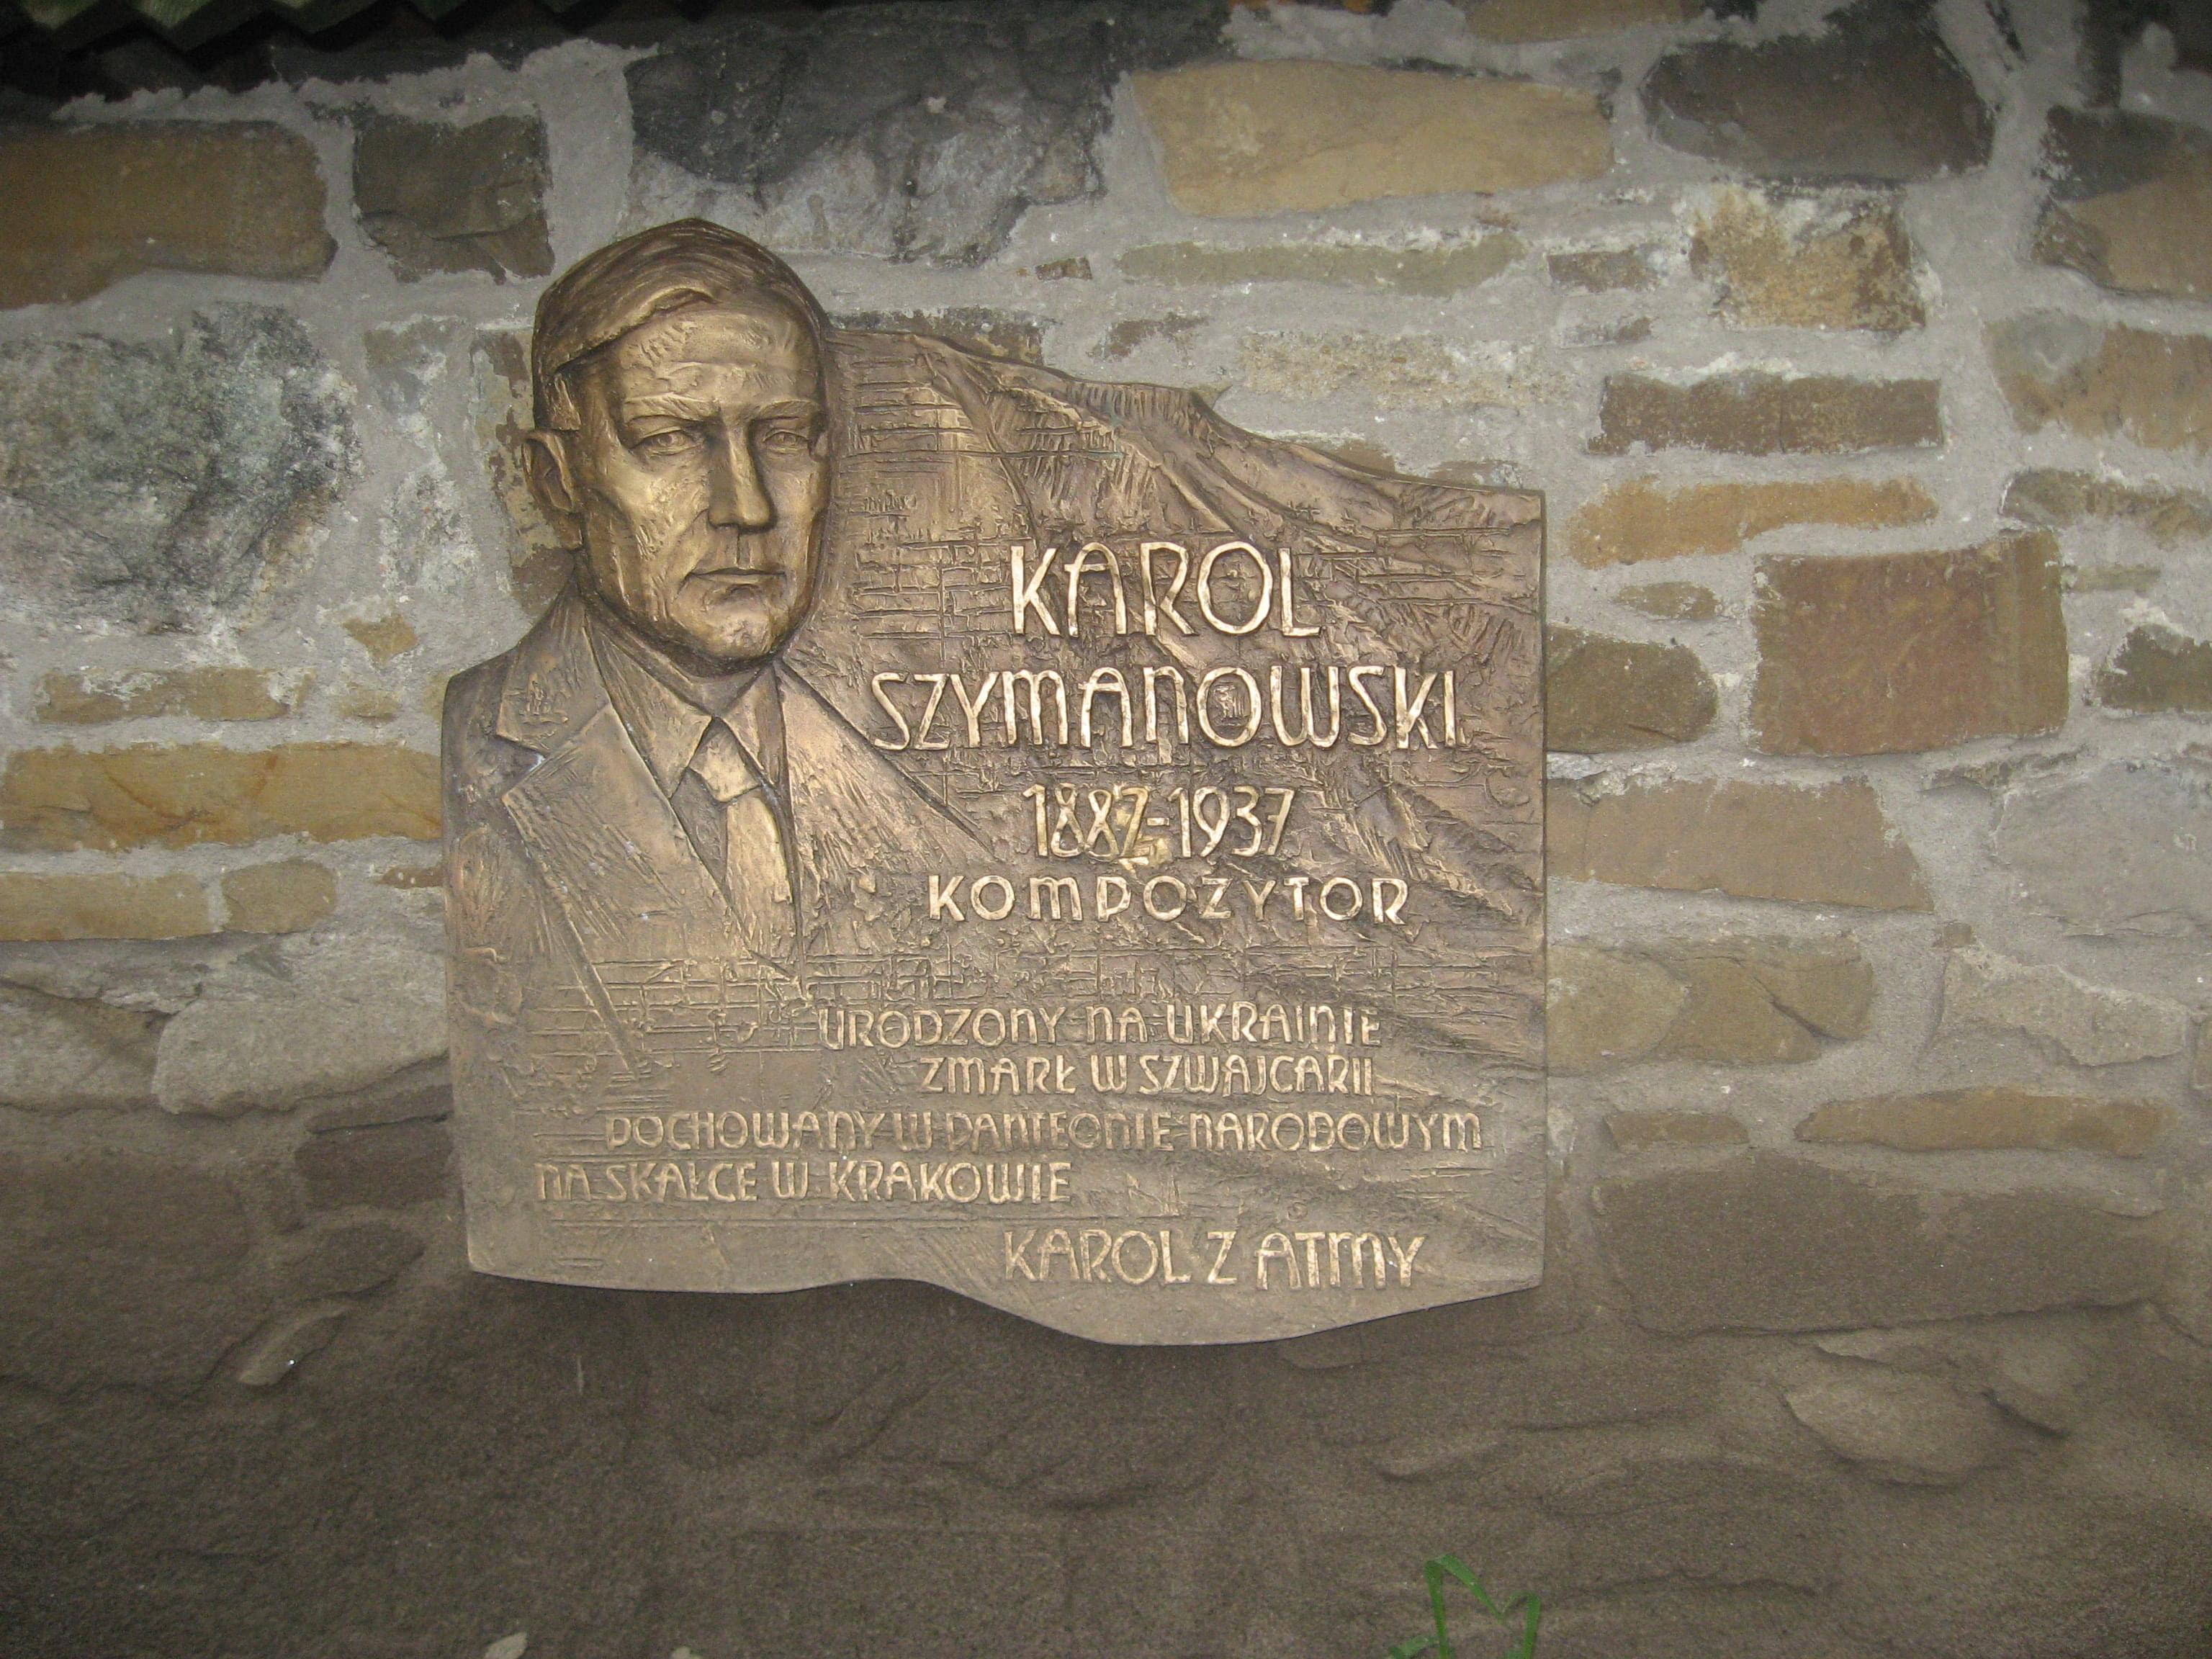 KAROL
SZYMANOWSKI
1882-1937
KOMPOZYTOR
URODZONY NA UKRAINIE
ZMARŁ W SZWAJCARII
POCHOWANY W PANTEONIE NARODOWYM
NA SKAŁCE W KRAKOWIE
KAROL Z ATMY